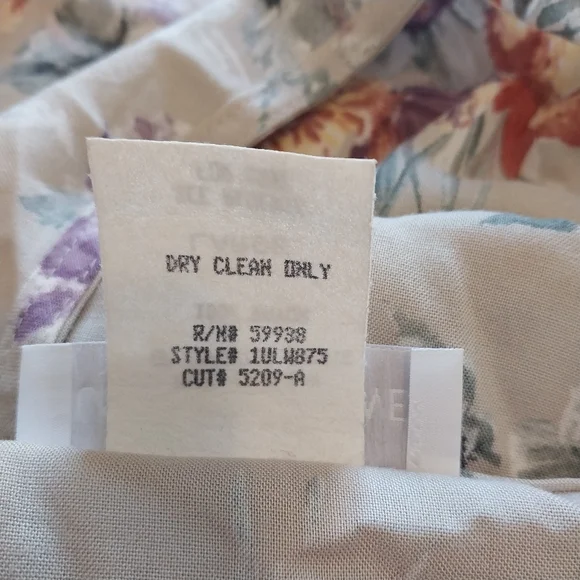 DRY CLEAN ONLY
R/N# 59938
STYLE# 1ULW875
CUT# 5209-A